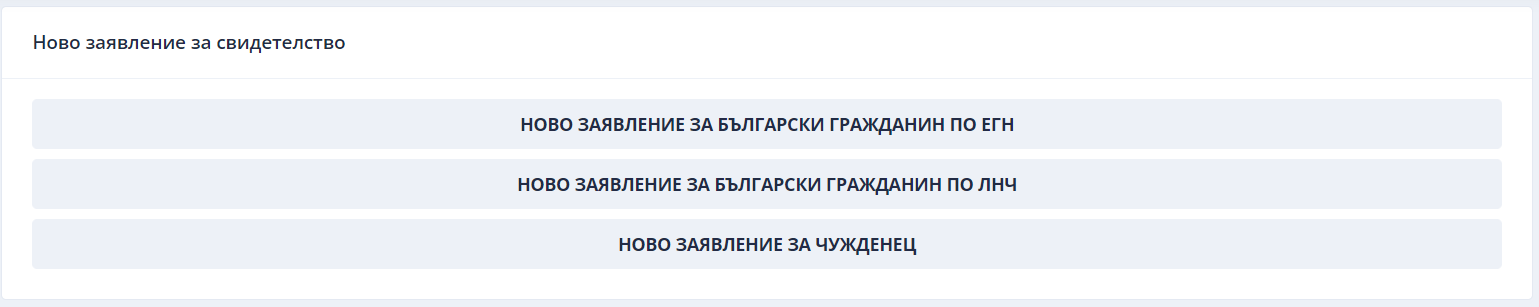 Ново заявление за свидетелство
НОВО ЗАЯВЛЕНИЕ ЗА БЪЛГАРСКИ ГРАЖДАНИН ПО ЕГН
НОВО ЗАЯВЛЕНИЕ ЗА БЪЛГАРСКИ ГРАЖДАНИН ПО ЛНЧ
НОВО ЗАЯВЛЕНИЕ ЗА ЧУЖДЕНЕЦ